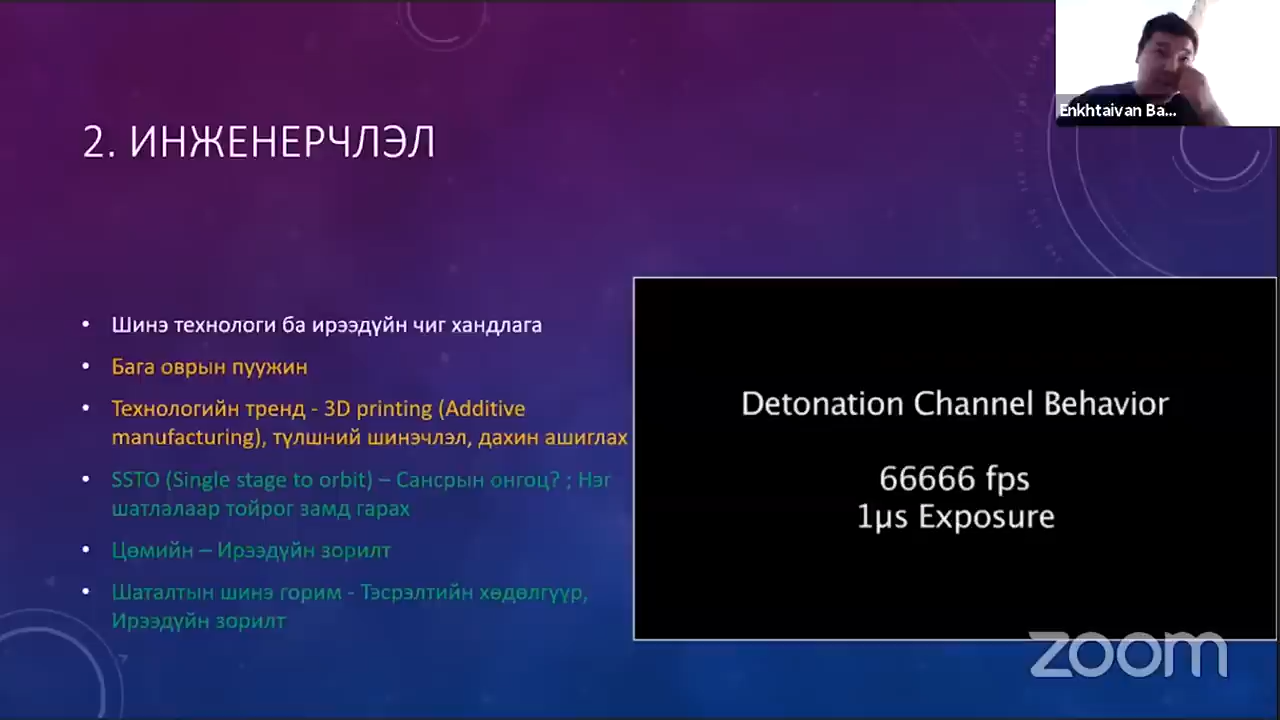 Enkhtaivan Ba...
2. ИНЖЕНЕРЧЛЭЛ
• Шинэ технологи ба ирээдүйн чиг хандлага
• Бага оврын пуужин
• Технологийн тренд - 3D printing (Additive
manufacturing), түлшний шинэчлэл, дахин ашиглах
• SSTO (Single stage to orbit) – Сансрын онгоц? ; Нэг
шатлалаар тойрог замд гарах
• Цөмийн – Ирээдүйн зорилт
• Шаталтын шинэ горим - Тэсрэлтийн хөдөлгүүр,
Ирээдүйн зорилт
Detonation Channel Behavior
66666 fps
1µs Exposure
zoom